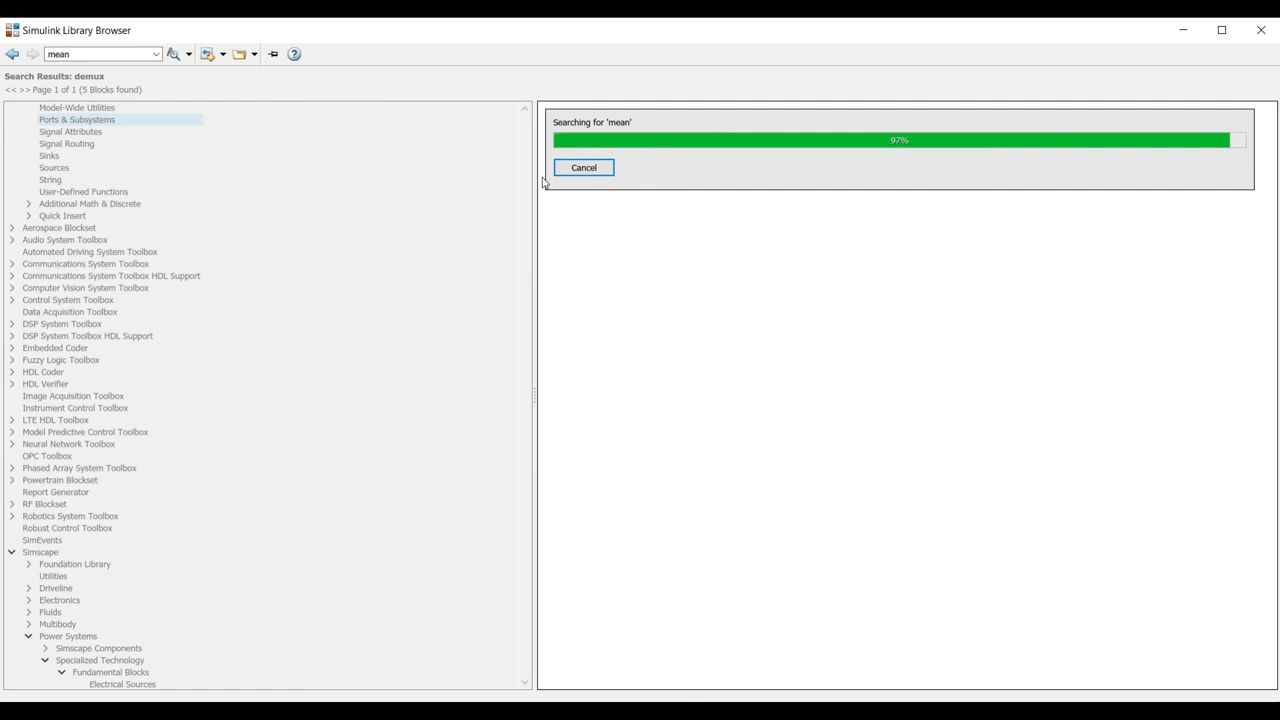 Simulink Library Browser
mean
Search Results: demux
<< >> Page 1 of 1 (5 Blocks found)
Model-Wide Utilities
Ports & Subsystems
Signal Attributes
Signal Routing
Sinks
Sources
String
User-Defined Functions
Additional Math & Discrete
Quick Insert
Aerospace Blockset
Audio System Toolbox
Automated Driving System Toolbox
Communications System Toolbox
Communications System Toolbox HDL Support
Computer Vision System Toolbox
Control System Toolbox
Data Acquisition Toolbox
DSP System Toolbox
DSP System Toolbox HDL Support
Embedded Coder
Fuzzy Logic Toolbox
HDL Coder
HDL Verifier
Image Acquisition Toolbox
Instrument Control Toolbox
LTE HDL Toolbox
Model Predictive Control Toolbox
Neural Network Toolbox
OPC Toolbox
Phased Array System Toolbox
Powertrain Blockset
Report Generator
RF Blockset
Robotics System Toolbox
Robust Control Toolbox
SimEvents
Simscape
Foundation Library
Utilities
Driveline
Electronics
Fluids
Multibody
Power Systems
Simscape Components
Specialized Technology
Fundamental Blocks
Electrical Sources
Searching for 'mean'
97%
Cancel